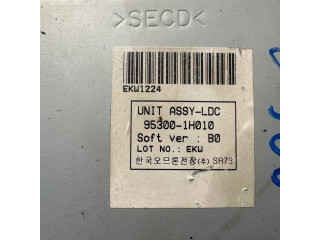 >SECD<
EKW1224
UNIT ASSY-LDC
95300-1H010
Soft ver : B0
LOT NO.: EKW
한국오므론전장(주) SA73